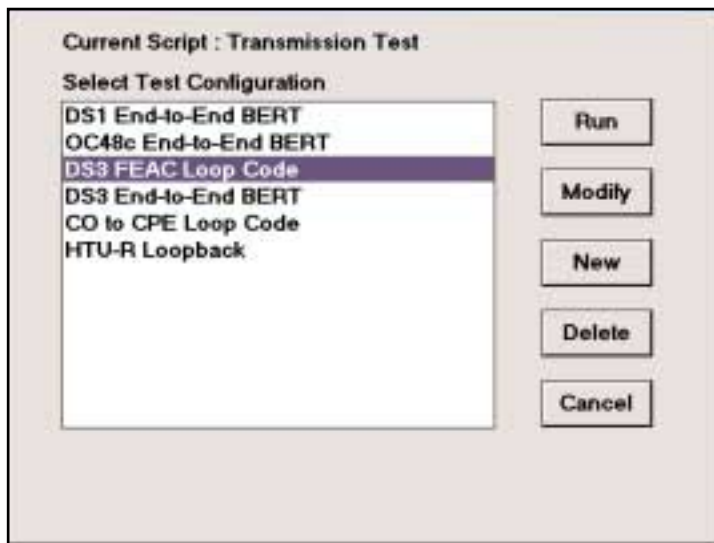 Current Script : Transmission Test
Select Test Configuration
DS1 End-to-End BERT
OC48c End-to-End BERT
DS3 FEAC Loop Code
DS3 End-to-End BERT
CO to CPE Loop Code
HTU-R Loopback
Run
Modify
New
Delete
Cancel